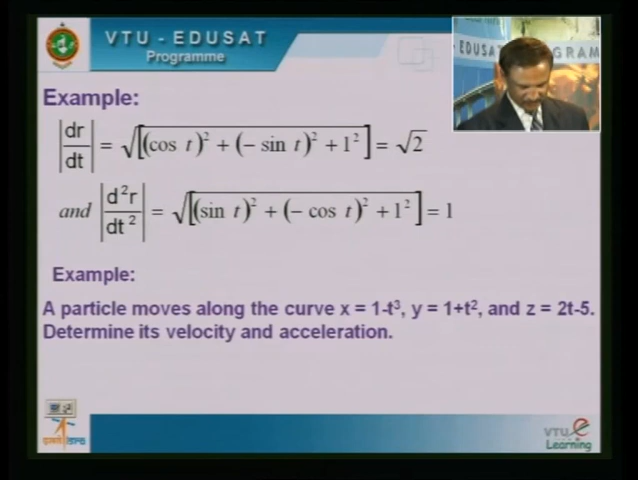 VTU - EDUSAT
Programme
EDUSA
GRAM
Example:
|dr/dt| = √[(cos t)² + (− sin t)² + 1²] = √2
and |d²r/dt²| = √[(sin t)² + (− cos t)² + 1²] = 1
Example:
A particle moves along the curve x = 1-t³, y = 1+t², and z = 2t-5.
Determine its velocity and acceleration.
VTU e
Learning